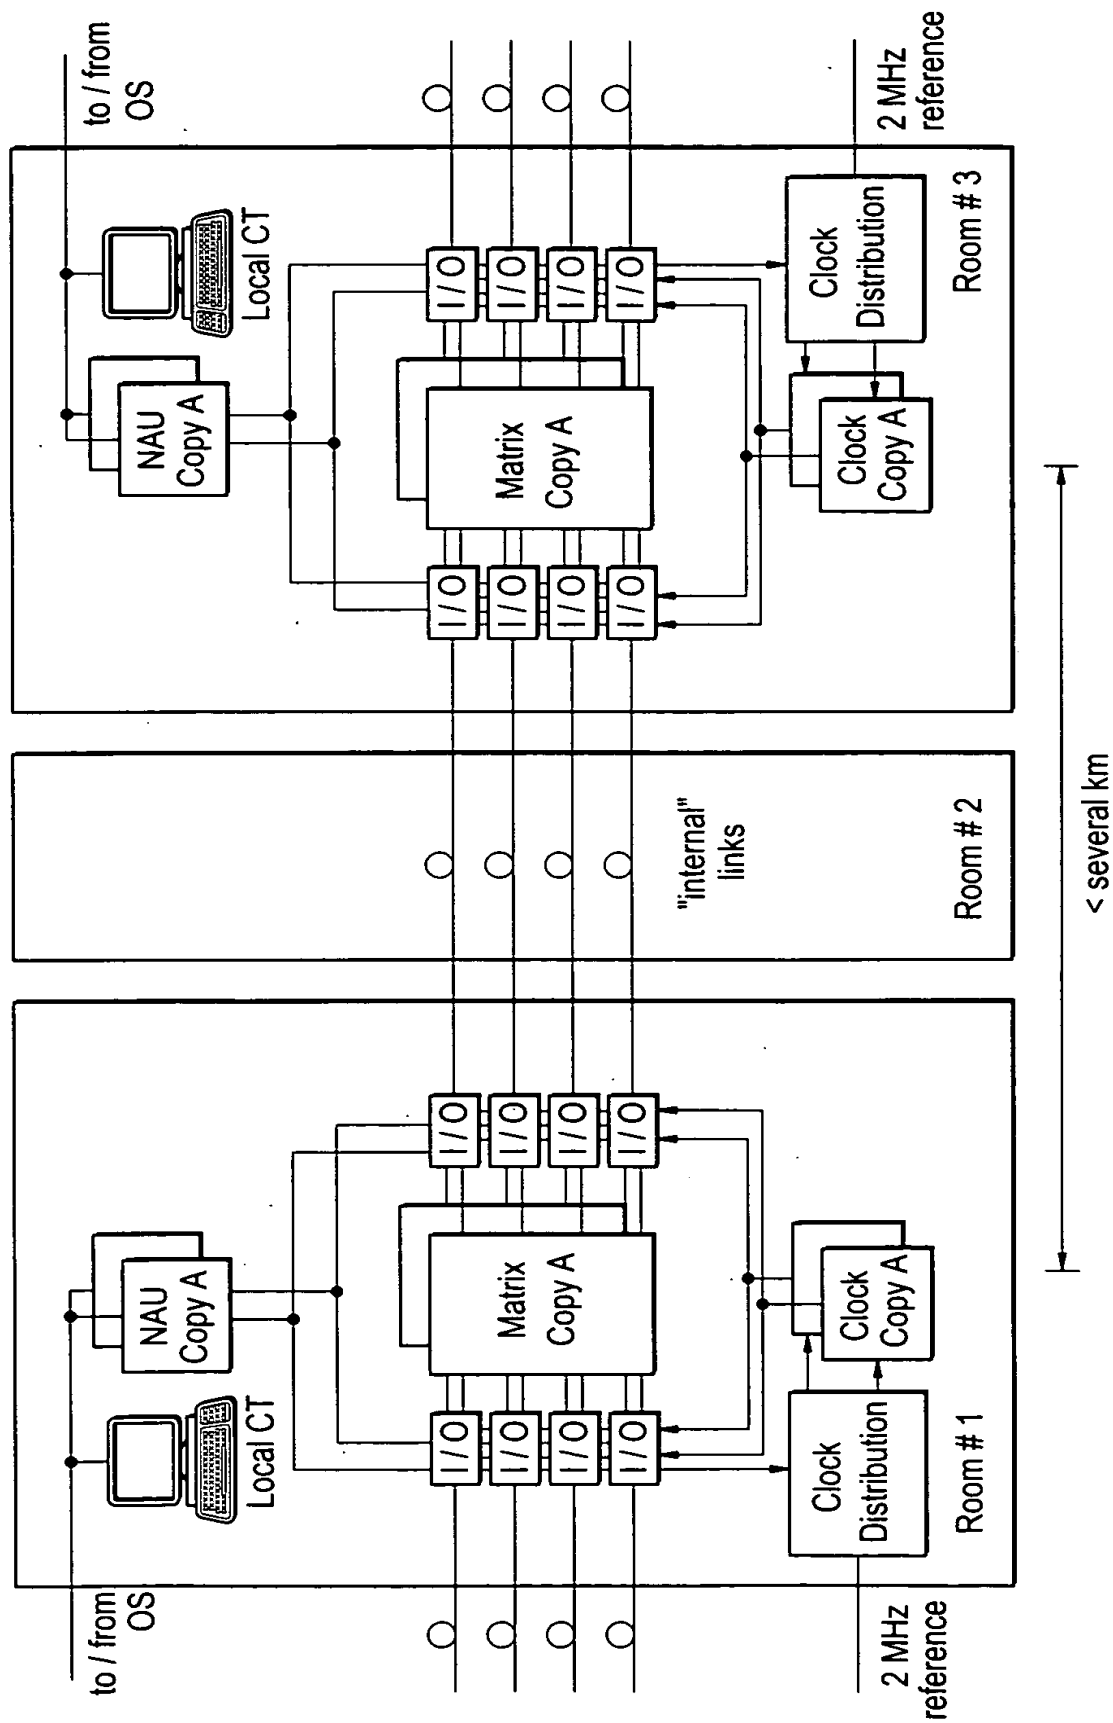 to / from
OS
NAU
Copy A
Local CT
I / O
I / O
I / O
I / O
Matrix
Copy A
I / O
I / O
I / O
I / O
Clock
Distribution
Clock
Copy A
Room # 1
2 MHz
reference
"internal"
links
Room # 2
to / from
OS
NAU
Copy A
Local CT
I / O
I / O
I / O
I / O
Matrix
Copy A
I / O
I / O
I / O
I / O
Clock
Copy A
Clock
Distribution
Room # 3
2 MHz
reference
< several km